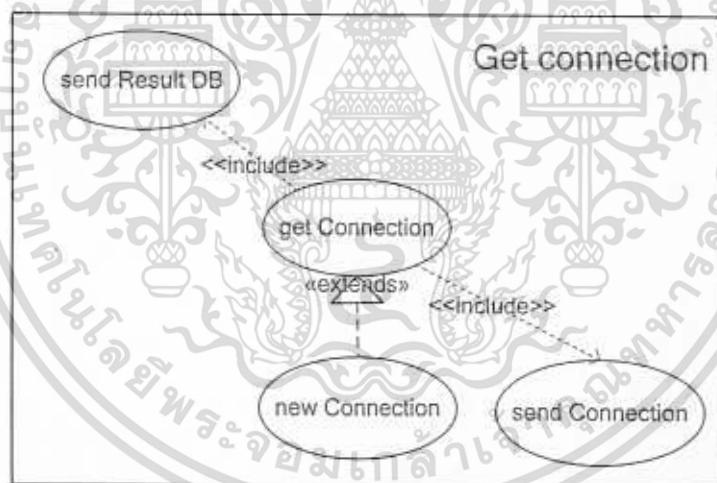 Get connection
send Result DB
<<include>>
get Connection
«extends»
<<include>>
new Connection
send Connection